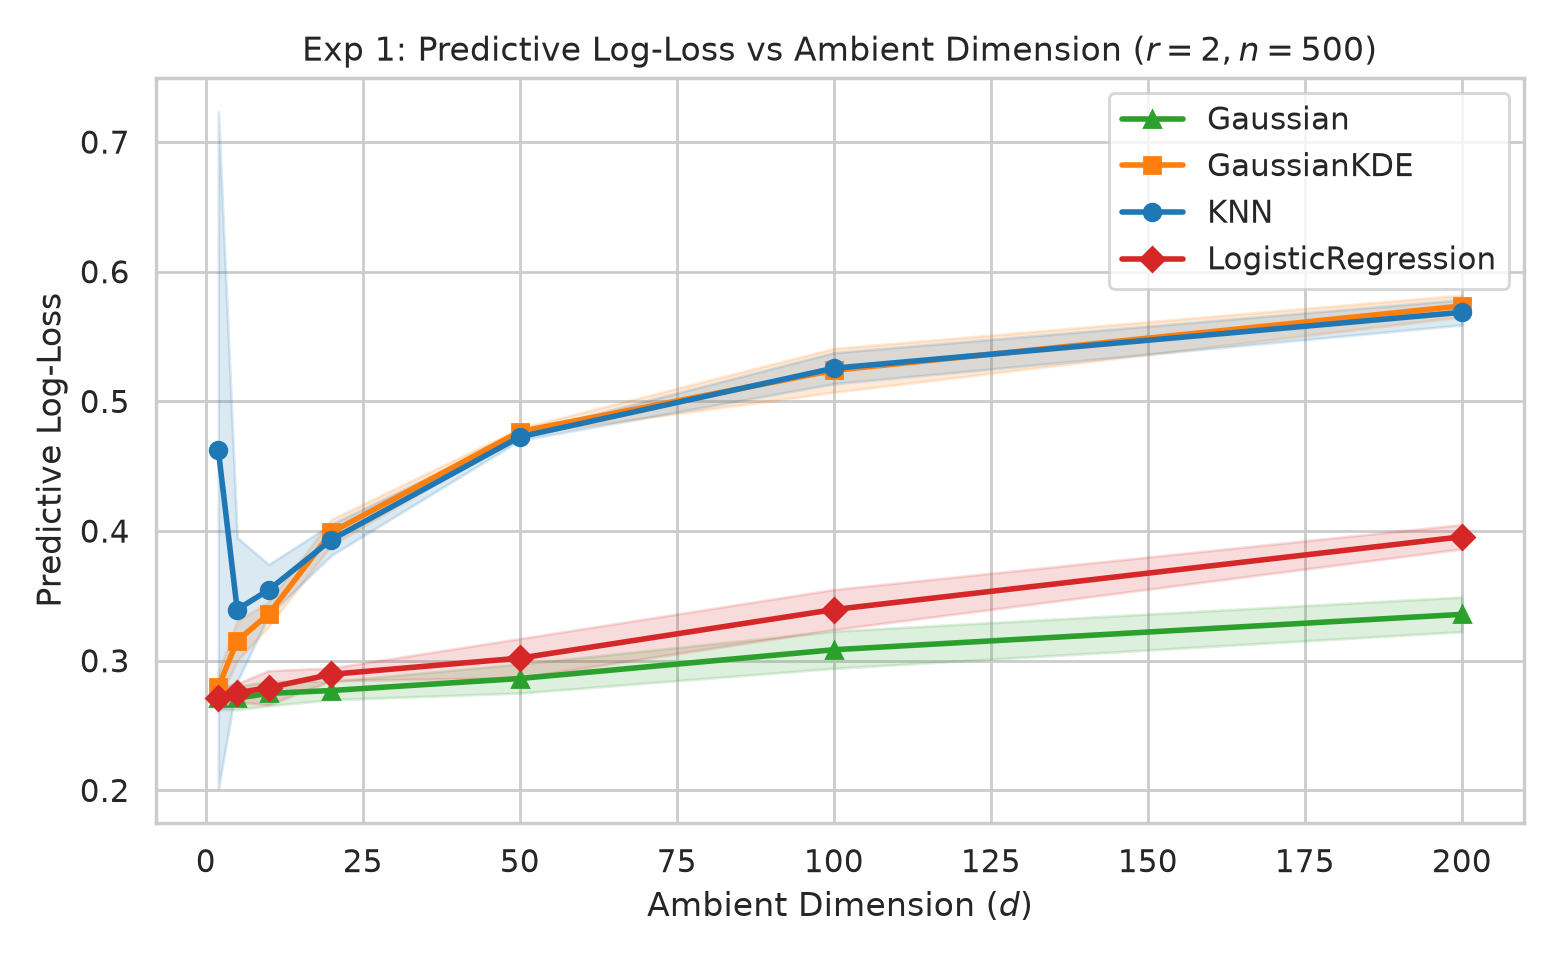 Exp 1: Predictive Log-Loss vs Ambient Dimension (r = 2, n = 500)
Gaussian
GaussianKDE
KNN
LogisticRegression
Predictive Log-Loss
0.7
0.6
0.5
0.4
0.3
0.2
0 25 50 75 100 125 150 175 200
Ambient Dimension (d)